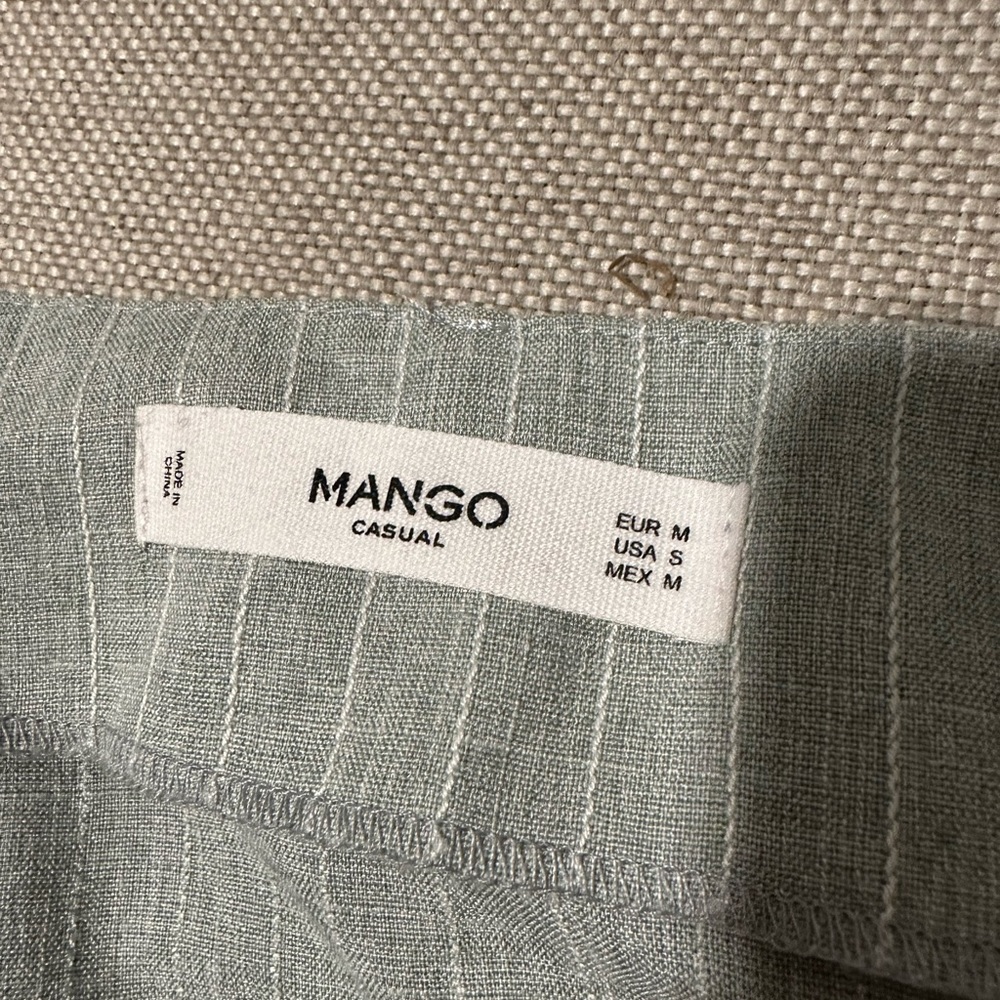 MADE IN
CHINA
MANGO
CASUAL
EUR M
USA S
MEX M